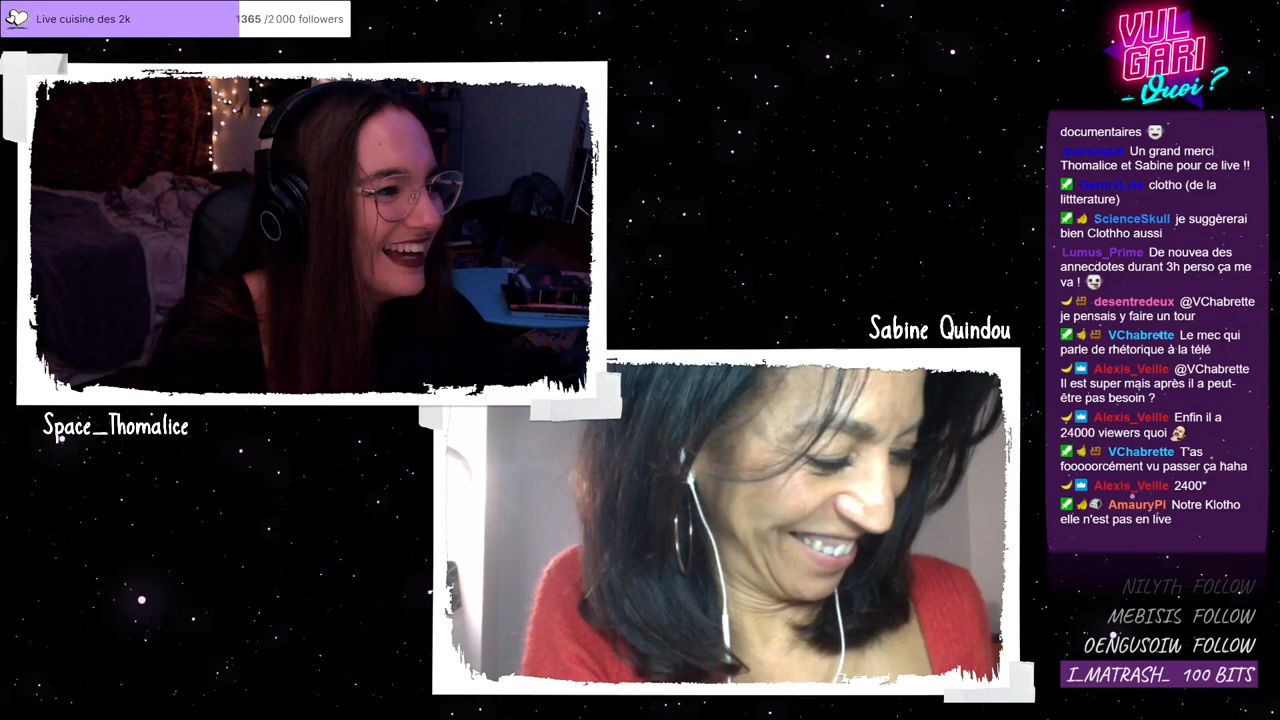 Live cuisine des 2k
1365 /2 000 followers
VUL
GARI
_ Quoi ?
Space_Thomalice
Sabine Quindou
documentaires
quiconque Un grand merci
Thomalice et Sabine pour ce live !!
clotho (de la
littterature)
ScienceSkull je suggèrerai
bien Clothho aussi
Lumus_Prime De nouvea des
annecdotes durant 3h perso ça me
va !
desentredeux @VChabrette
je pensais y faire un tour
VChabrette Le mec qui
parle de rhétorique à la télé
Alexis_Veille @VChabrette
Il est super mais après il a peut-
être pas besoin ?
Alexis_Veille Enfin il a
24000 viewers quoi
VChabrette T'as
fooooorcément vu passer ça haha
Alexis_Veille 2400*
AmauryPi Notre Klotho
elle n'est pas en live
NILYTH FOLLOW
MEBISIS FOLLOW
OENGUSOIW FOLLOW
I_MATRASH_ 100 BITS